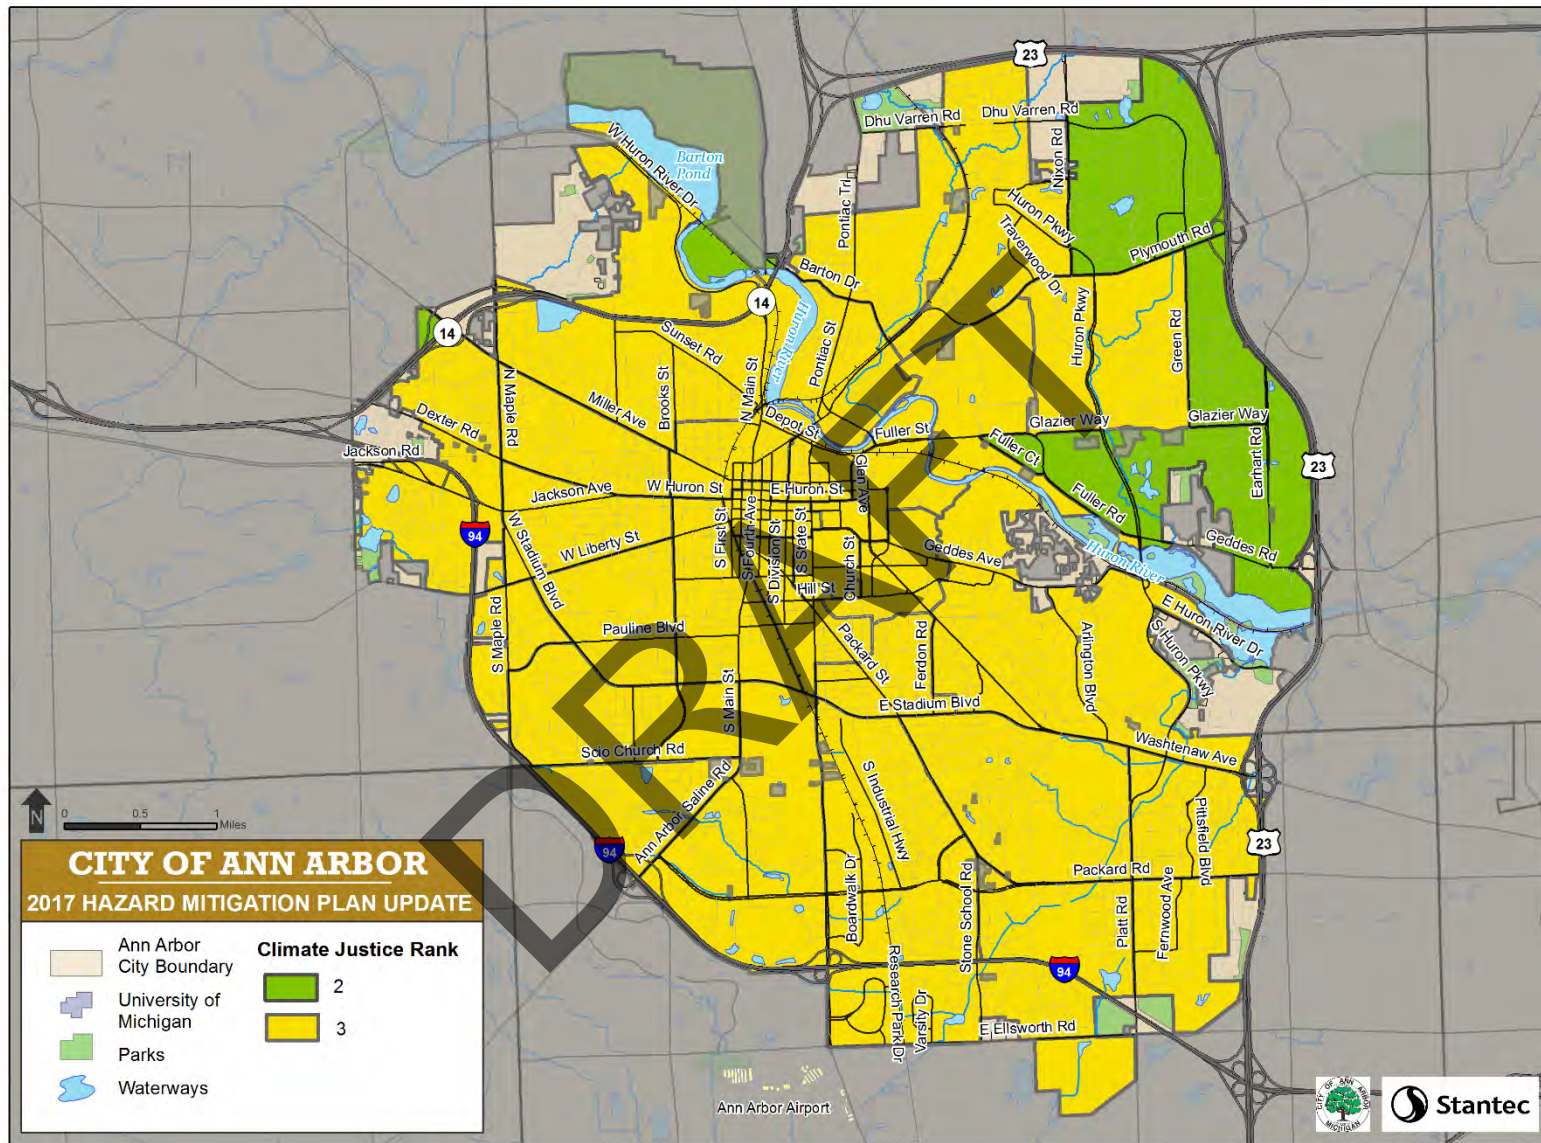 23
Dhu Varren Rd
Dhu Varren Rd
W Huron River Dr
Barton
Pond
Nixon Rd
Pontiac Trl
Huron Pkwy
Traverwood Dr
Plymouth Rd
Barton Dr
14
14
Huron River
Sunset Rd
Pontiac St
Huron Pkwy
Green Rd
N Maple Rd
Miller Ave
Brooks St
N Main St
Dexter Rd
Depot St
Fuller St
Glazier Way
Glazier Way
Jackson Rd
Fuller Ct
Earhart Rd
23
Jackson Ave
W Huron St
E Huron St
Glen Ave
Fuller Rd
94
W Stadium Blvd
W Liberty St
S First St
S Fourth Ave
S Division St
S State St
Church St
Geddes Ave
Huron River
Geddes Rd
Hill St
S Maple Rd
Pauline Blvd
Packard St
Ferdon Rd
Arlington Blvd
E Huron River Dr
S Huron Pkwy
S Main St
E Stadium Blvd
Washtenaw Ave
Scio Church Rd
Ann Arbor Saline Rd
S Industrial Hwy
Pittsfield Blvd
23
94
Boardwalk Dr
Stone School Rd
Packard Rd
Platt Rd
Fernwood Ave
Research Park Dr
Varsity Dr
94
E Ellsworth Rd
DRAFT
N
0 0.5 1
Miles
CITY OF ANN ARBOR
2017 HAZARD MITIGATION PLAN UPDATE
Ann Arbor
City Boundary
University of
Michigan
Parks
Waterways
Climate Justice Rank
2
3
Ann Arbor Airport
CITY OF ANN ARBOR
MICHIGAN
Stantec